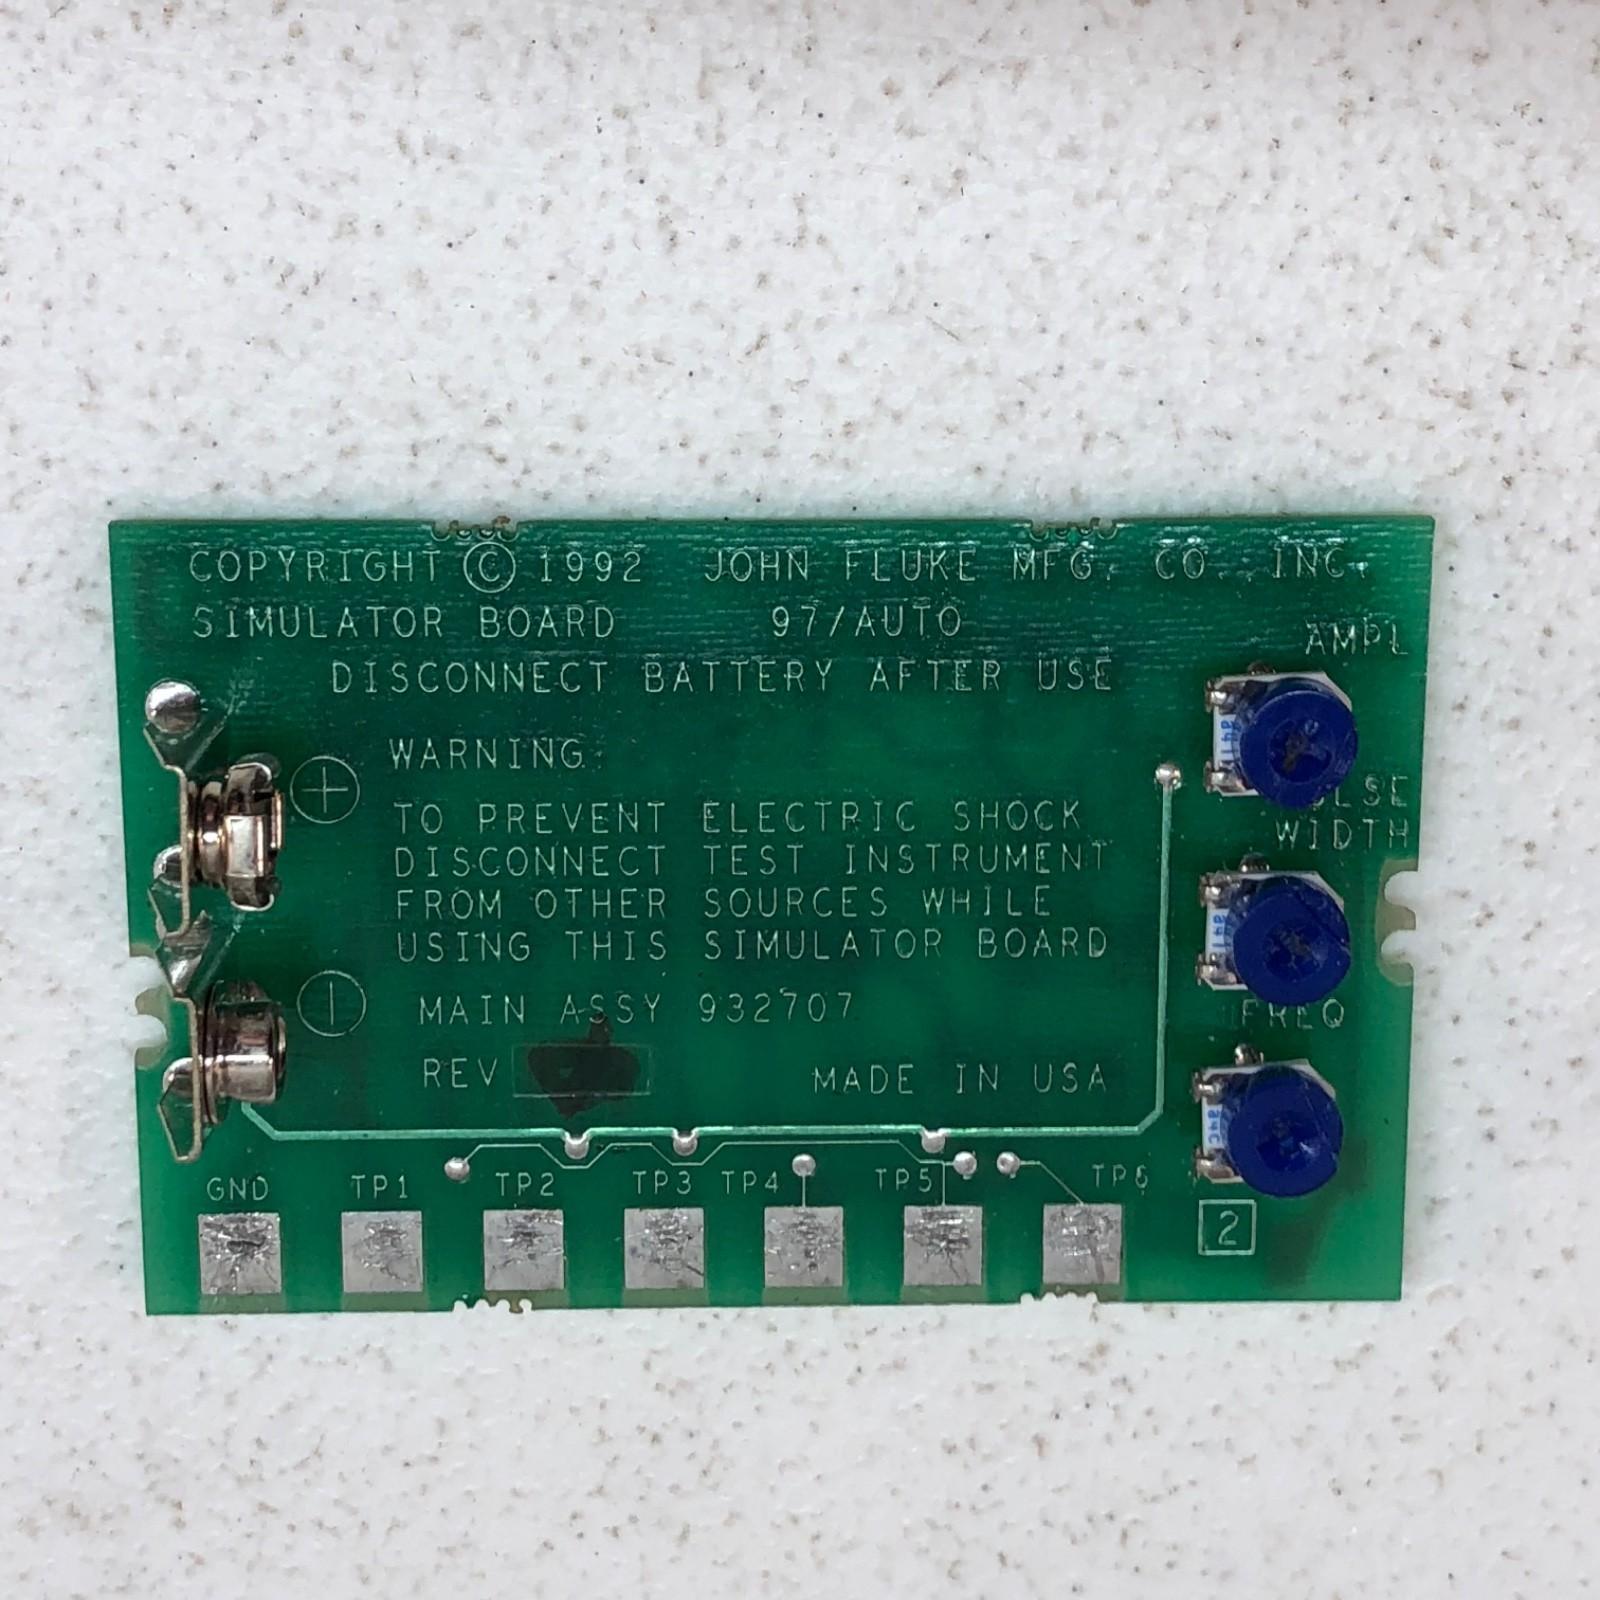 COPYRIGHT © 1992 JOHN FLUKE MFG. CO. INC.
SIMULATOR BOARD 97/AUTO
AMPL
DISCONNECT BATTERY AFTER USE
WARNING:
+
TO PREVENT ELECTRIC SHOCK
DISCONNECT TEST INSTRUMENT
FROM OTHER SOURCES WHILE
USING THIS SIMULATOR BOARD
WIDTH
-
MAIN ASSY 932707
FREQ
REV
MADE IN USA
GND TP1 TP2 TP3 TP4 TP5 TP6
2